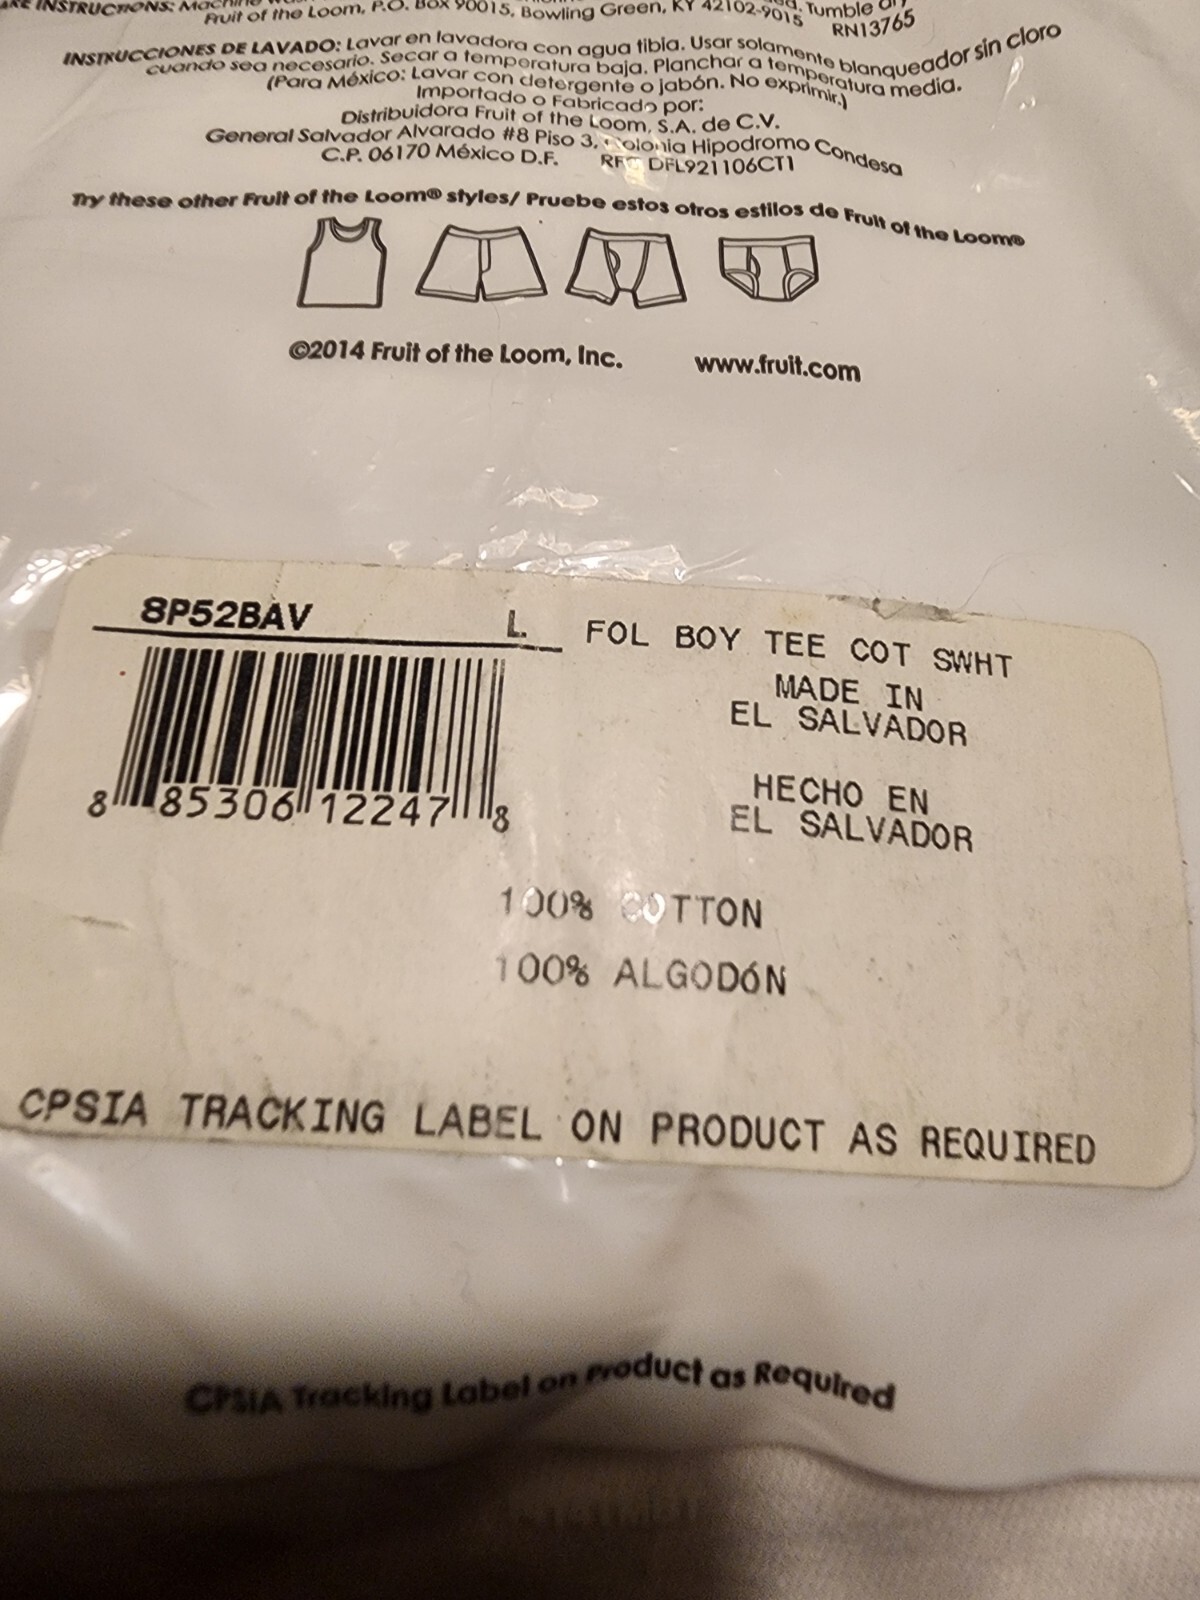 INSTRUCTIONS: Machine
Tumble
Fruit of the Loom, P.O. Box 90015, Bowling Green, KY 42102-9015 RN13765
INSTRUCCIONES DE LAVADO: Lavar en lavadora con agua tibia. Usar solamente blanqueador sin cloro
cuando sea necesario. Secar a temperatura baja. Planchar a temperatura media.
(Para México: Lavar con detergente o jabón. No exprimir.)
Importado o Fabricado por:
Distribuidora Fruit of the Loom, S.A. de C.V.
General Salvador Alvarado #8 Piso 3, Colonia Hipodromo Condesa
C.P. 06170 México D.F. RFC DFL921106CT1
Try these other Fruit of the Loom® styles/ Pruebe estos otros estilos de Fruit of the Loom®
©2014 Fruit of the Loom, Inc. www.fruit.com
8P52BAV L. FOL BOY TEE COT SWHT
MADE IN
EL SALVADOR
HECHO EN
EL SALVADOR
8 85306 12247 8
100% COTTON
100% ALGODÓN
CPSIA TRACKING LABEL ON PRODUCT AS REQUIRED
CPSIA Tracking Label on Product as Required